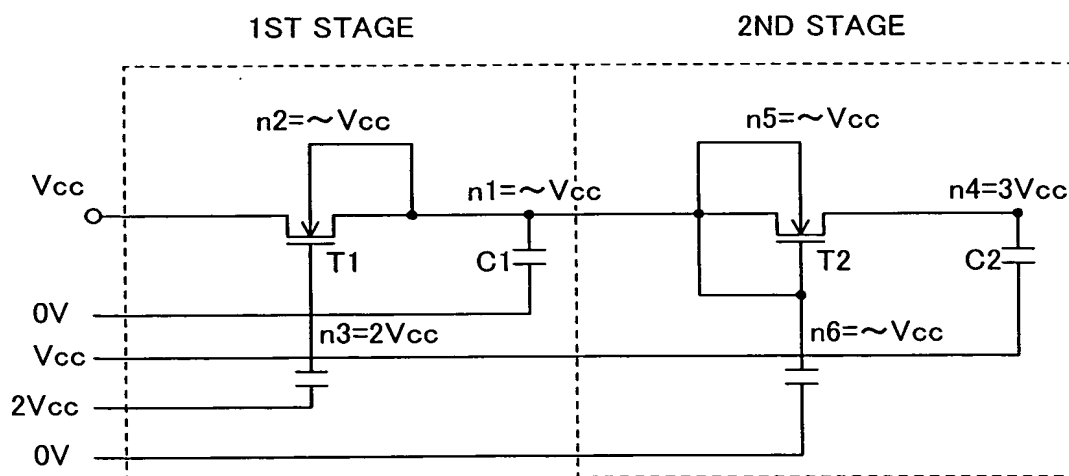 1ST STAGE
2ND STAGE
n2=~Vcc
n5=~Vcc
Vcc
n1=~Vcc
n4=3Vcc
T1
C1
T2
C2
0V
n3=2Vcc
n6=~Vcc
Vcc
2Vcc
0V